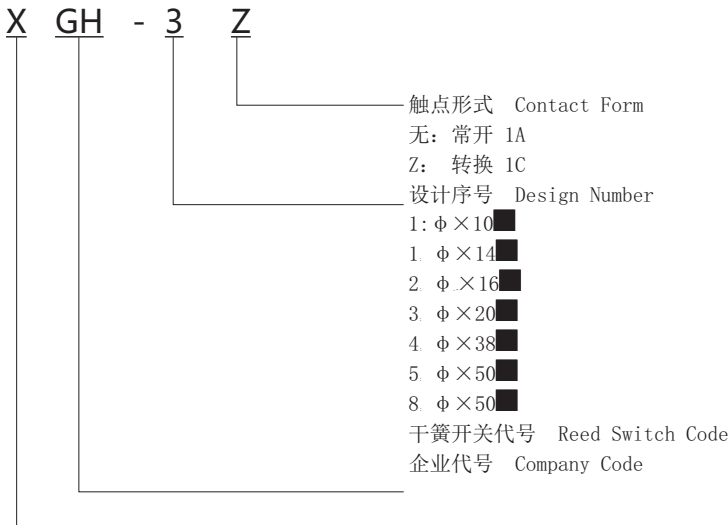 X GH - 3 Z
触点形式 Contact Form
无：常开 1A
Z： 转换 1C
设计序号 Design Number
1:φ×10
1: φ×14
2: φ×16
3: φ×20
4: φ×38
5: φ×50
8: φ×50
干簧开关代号 Reed Switch Code
企业代号 Company Code